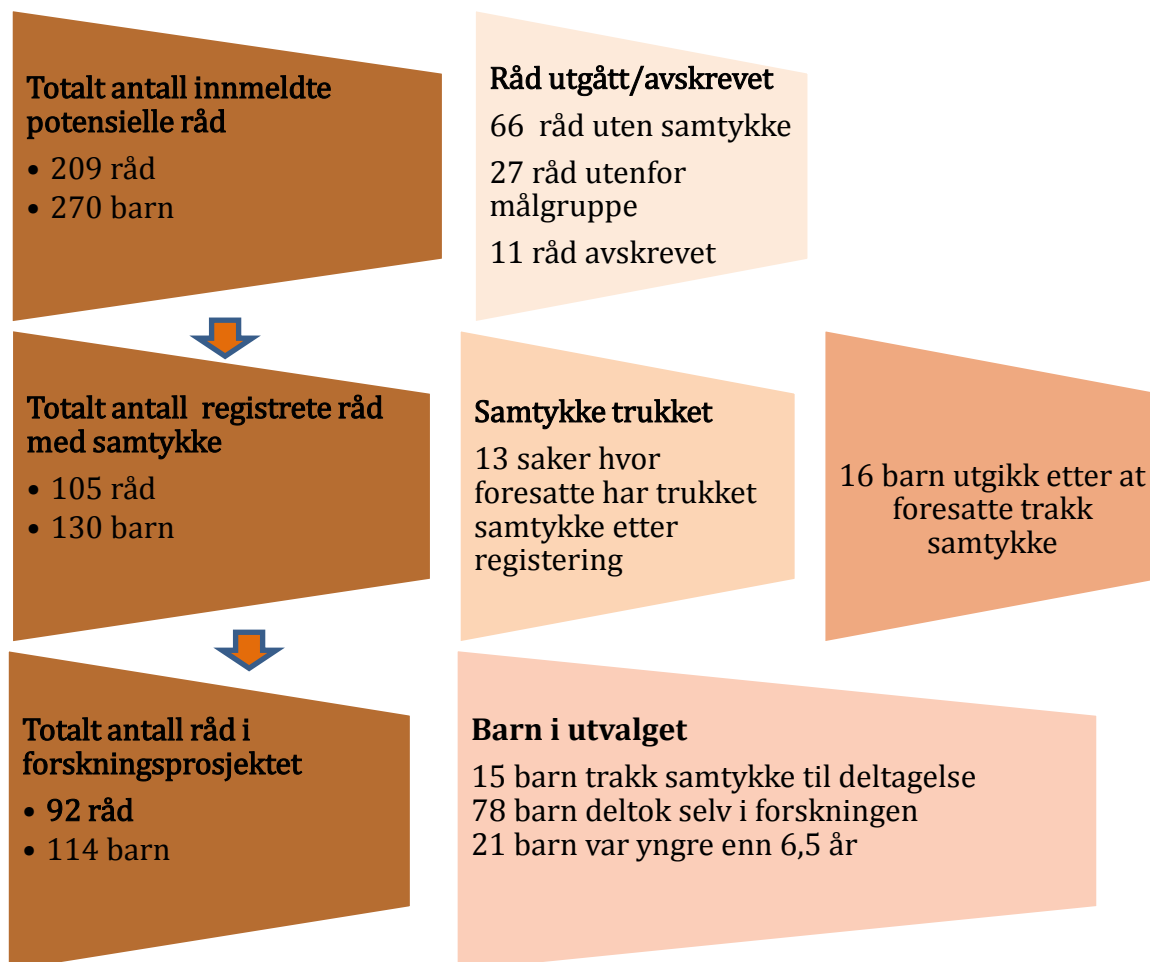 Totalt antall innmeldte
potensielle råd
• 209 råd
• 270 barn
Råd utgått/avskrevet
66 råd uten samtykke
27 råd utenfor
målgruppe
11 råd avskrevet
Totalt antall registrete råd
med samtykke
• 105 råd
• 130 barn
Samtykke trukket
13 saker hvor
foresatte har trukket
samtykke etter
registering
16 barn utgikk etter at
foresatte trakk
samtykke
Totalt antall råd i
forskningsprosjektet
• 92 råd
• 114 barn
Barn i utvalget
15 barn trakk samtykke til deltagelse
78 barn deltok selv i forskningen
21 barn var yngre enn 6,5 år